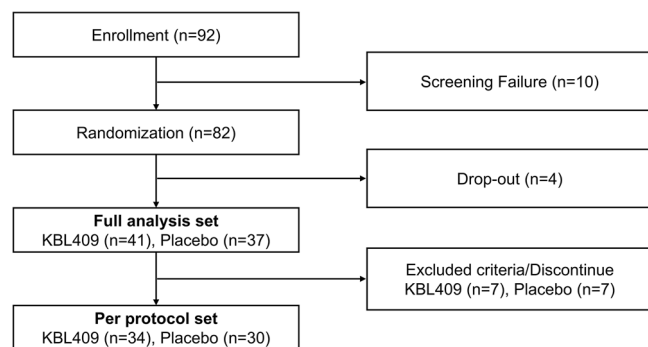 Enrollment (n=92)
Screening Failure (n=10)
Randomization (n=82)
Drop-out (n=4)
Full analysis set
KBL409 (n=41), Placebo (n=37)
Excluded criteria/Discontinue
KBL409 (n=7), Placebo (n=7)
Per protocol set
KBL409 (n=34), Placebo (n=30)